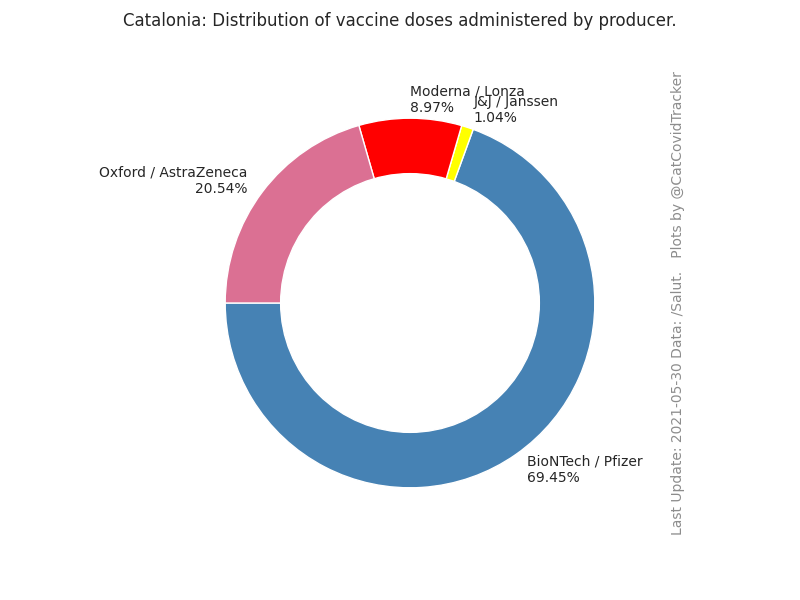 Catalonia: Distribution of vaccine doses administered by producer.
Moderna / Lonza
8.97%
J&J / Janssen
1.04%
Oxford / AstraZeneca
20.54%
BioNTech / Pfizer
69.45%
Last Update: 2021-05-30 Data: /Salut.   Plots by @CatCovidTracker